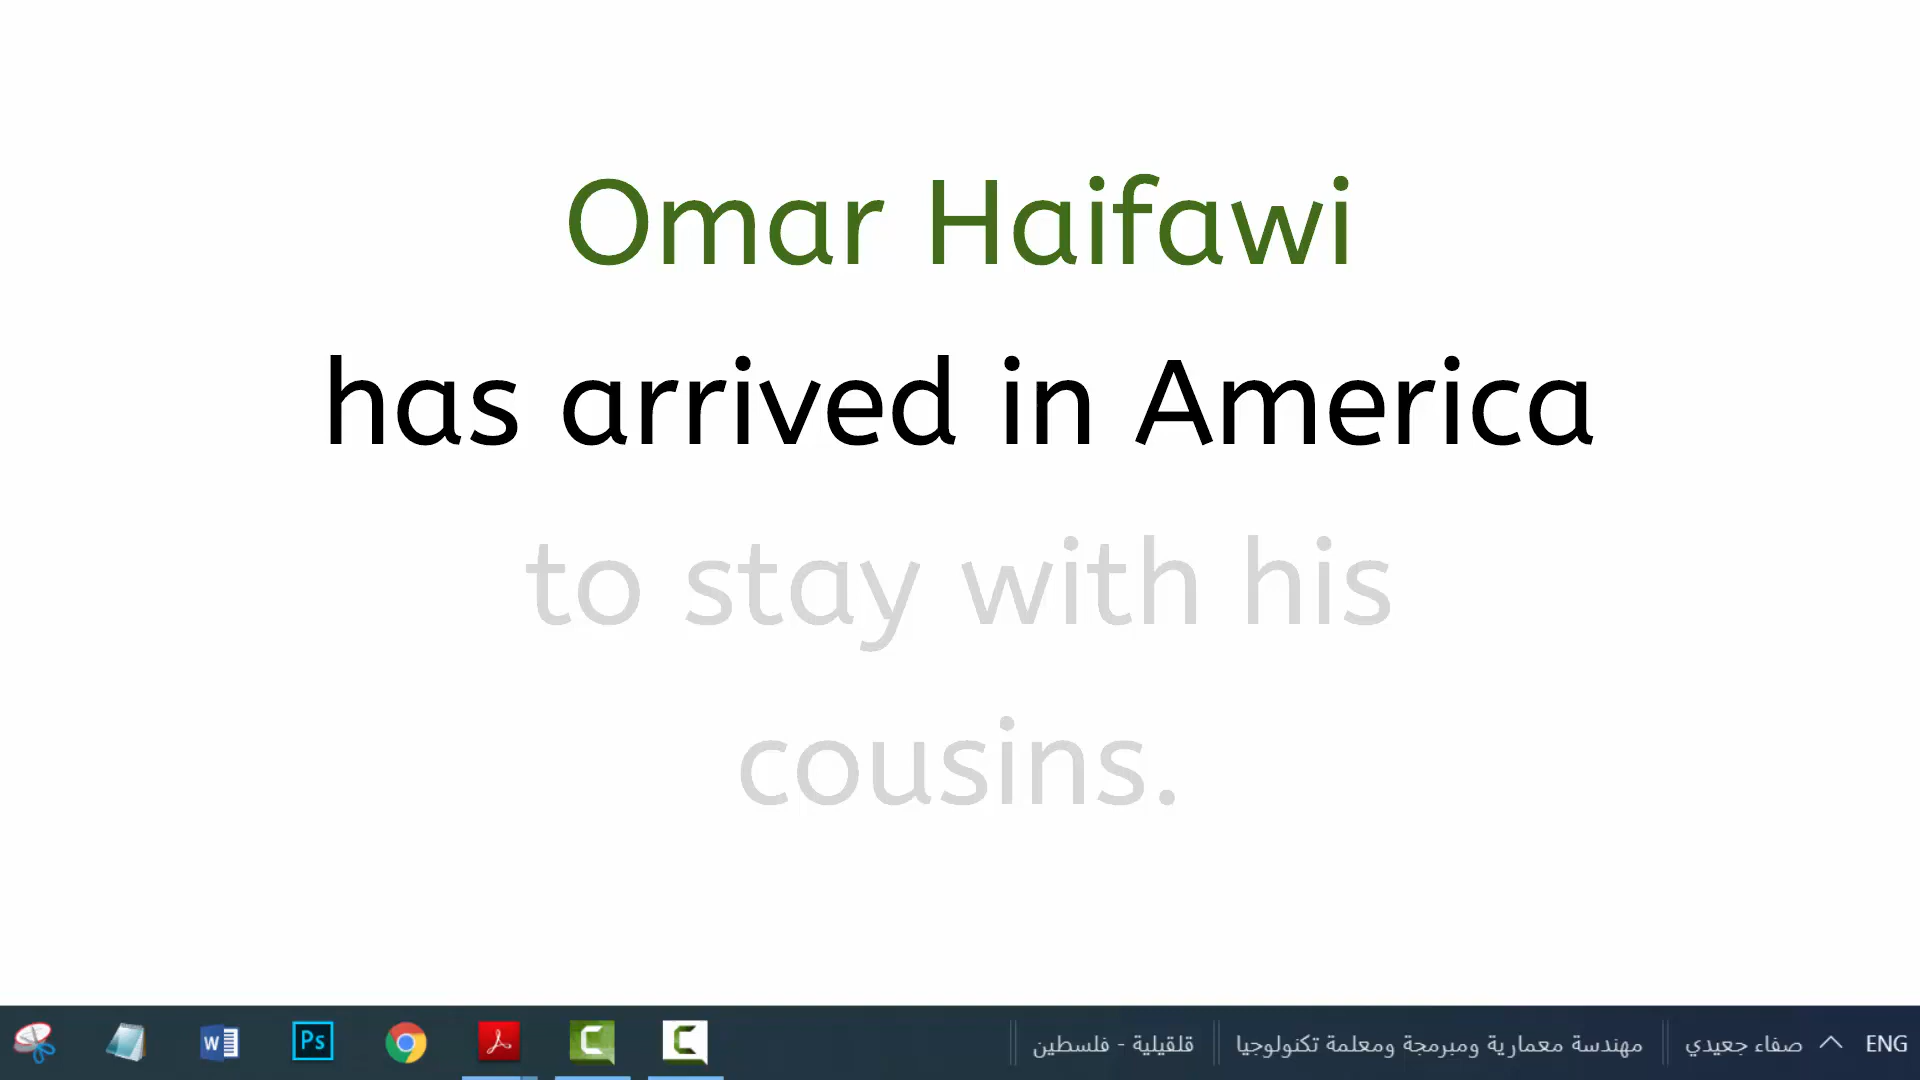 Omar Haifawi
has arrived in America
to stay with his
cousins.
Ps
W
قلقيلية - فلسطين
مهندسة معمارية ومبرمجة ومعلمة تكنولوجيا
صفاء جعيدي
ENG